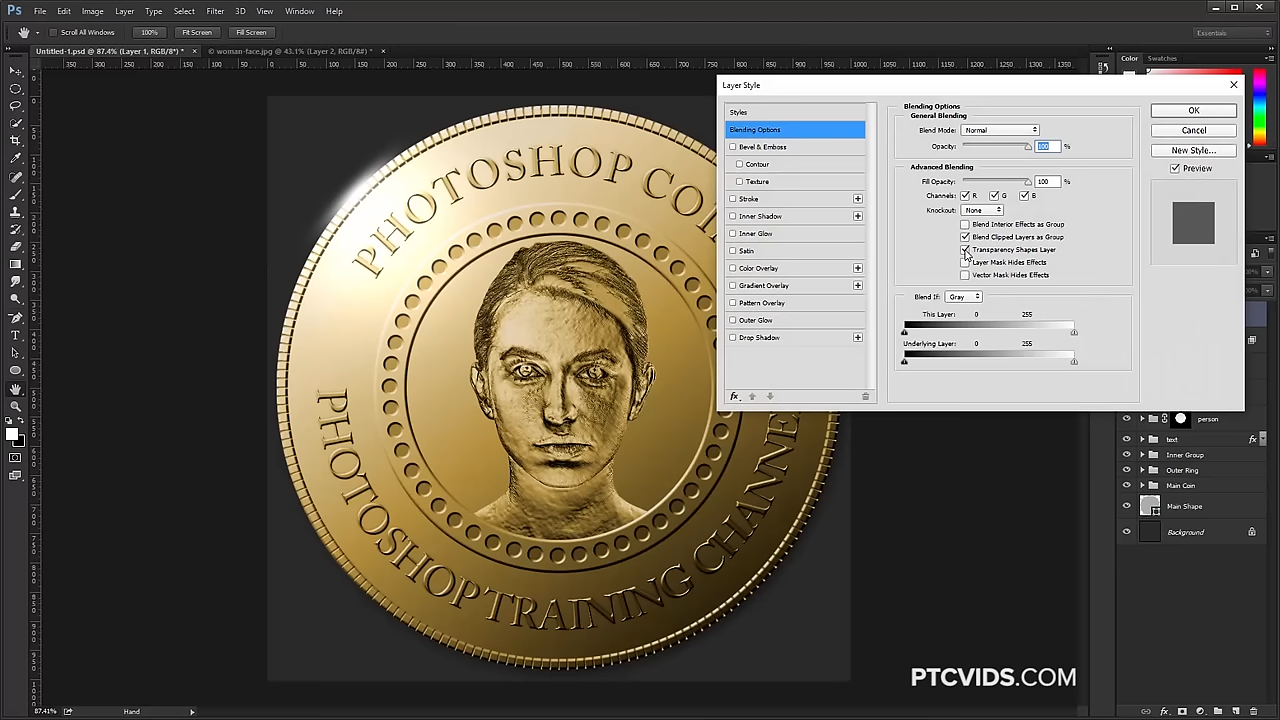 Ps File Edit Image Layer Type Select Filter 3D View Window Help
Scroll All Windows 100% Fit Screen Fill Screen Essentials
Untitled-1.psd @ 87.4% (Layer 1, RGB/8*) * × © woman-face.jpg @ 43.1% (Layer 2, RGB/8#) * ×
Color Swatches
Layer Style
Styles
Blending Options
Bevel & Emboss
Contour
Texture
Stroke
Inner Shadow
Inner Glow
Satin
Color Overlay
Gradient Overlay
Pattern Overlay
Outer Glow
Drop Shadow
fx
Blending Options
General Blending
Blend Mode: Normal
Opacity: 100 %
Advanced Blending
Fill Opacity: 100 %
Channels: R G B
Knockout: None
Blend Interior Effects as Group
Blend Clipped Layers as Group
Transparency Shapes Layer
Layer Mask Hides Effects
Vector Mask Hides Effects
Blend If: Gray
This Layer: 0 255
Underlying Layer: 0 255
OK
Cancel
New Style...
Preview
PHOTOSHOP
PHOTOSHOP TRAINING CHANNE
person
text fx
Inner Group
Outer Ring
Main Coin
Main Shape
Background
PTCVIDS.COM
87.41% Hand